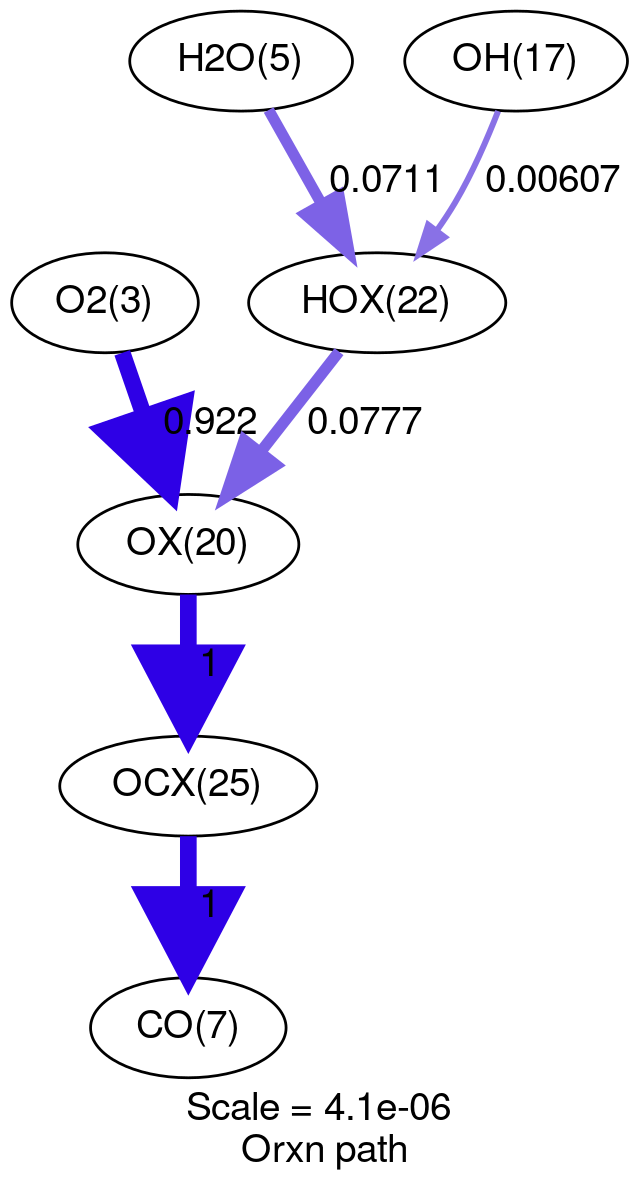 H2O(5)
OH(17)
0.0711
0.00607
O2(3)
HOX(22)
0.922
0.0777
OX(20)
1
OCX(25)
1
CO(7)
Scale = 4.1e-06
Orxn path